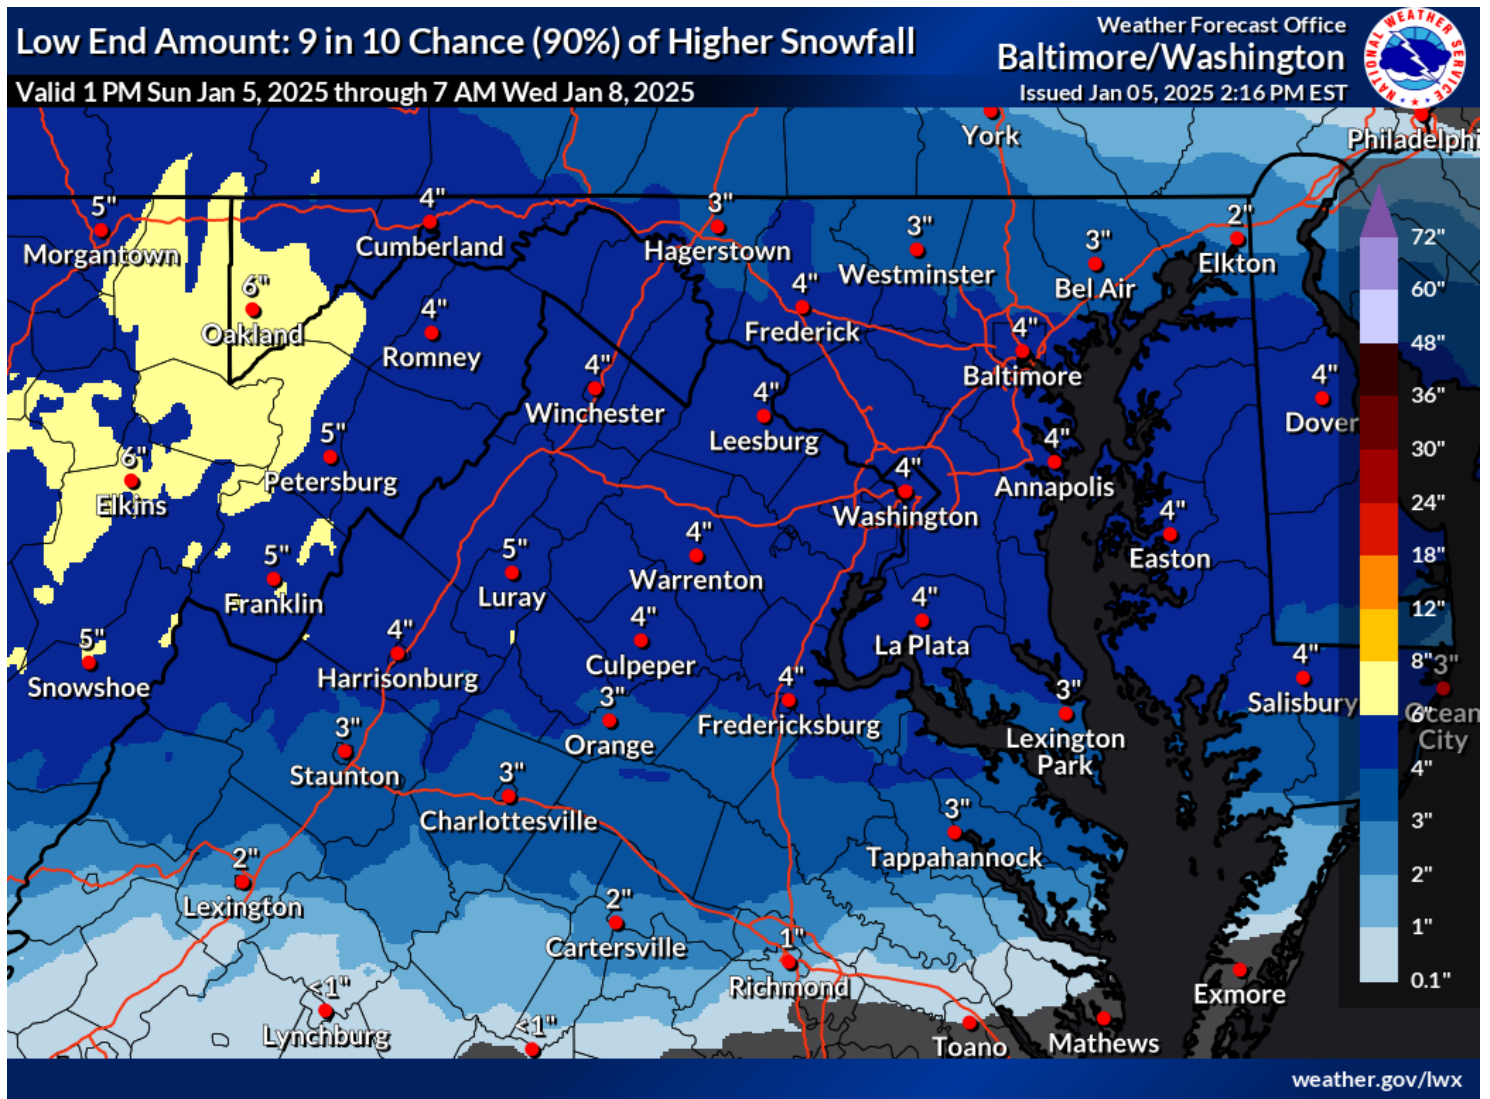 Low End Amount: 9 in 10 Chance (90%) of Higher Snowfall
Valid 1 PM Sun Jan 5, 2025 through 7 AM Wed Jan 8, 2025
Weather Forecast Office
Baltimore/Washington
Issued Jan 05, 2025 2:16 PM EST
NATIONAL WEATHER SERVICE
York
Philadelphi
5"
Morgantown
4"
Cumberland
3"
Hagerstown
3"
Westminster
3"
Bel Air
2"
Elkton
6"
Oakland
4"
Romney
4"
Frederick
4"
Baltimore
4"
Winchester
4"
Leesburg
4"
Dover
6"
Elkins
5"
Petersburg
4"
Washington
4"
Annapolis
5"
Franklin
5"
Luray
4"
Warrenton
4"
Easton
5"
Snowshoe
4"
Harrisonburg
4"
Culpeper
4"
La Plata
3"
Orange
4"
Fredericksburg
3"
Lexington
Park
4"
Salisbury
3"
Ocean
City
3"
Staunton
3"
Charlottesville
3"
Tappahannock
2"
Lexington
2"
Cartersville
1"
Richmond
Exmore
<1"
Lynchburg
<1"
Toano
Mathews
72"
60"
48"
36"
30"
24"
18"
12"
8"
6"
4"
3"
2"
1"
0.1"
weather.gov/lwx